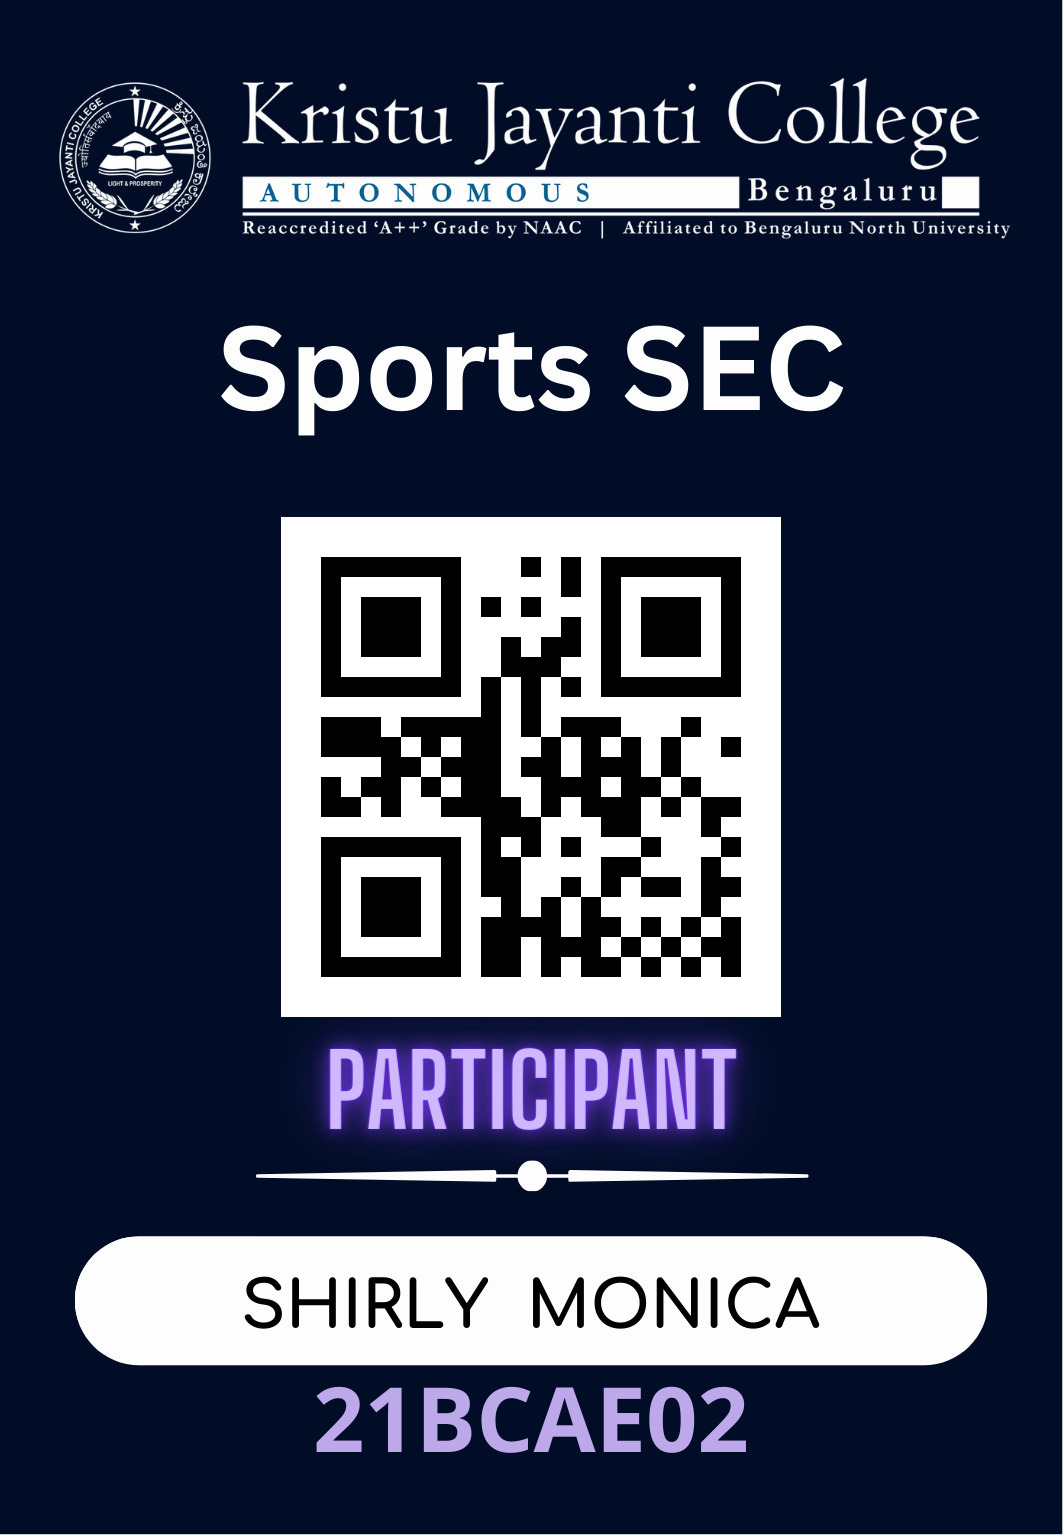 KRISTU JAYANTI COLLEGE
ಕ್ರಿಸ್ತು ಜಯಂತಿ ಕಾಲೇಜು
LIGHT & PROSPERITY
Kristu Jayanti College
AUTONOMOUS Bengaluru
Reaccredited ‘A++’ Grade by NAAC | Affiliated to Bengaluru North University
Sports SEC
PARTICIPANT
SHIRLY MONICA
21BCAE02